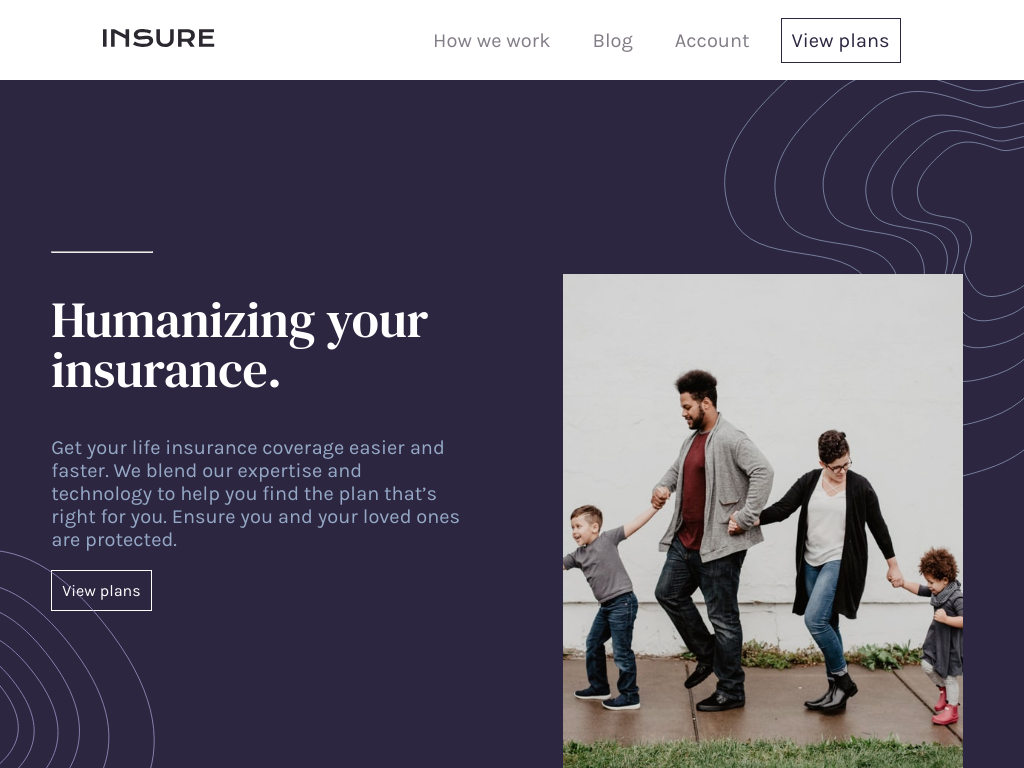 INSURE
How we work
Blog
Account
View plans
Humanizing your
insurance.
Get your life insurance coverage easier and
faster. We blend our expertise and
technology to help you find the plan that’s
right for you. Ensure you and your loved ones
are protected.
View plans